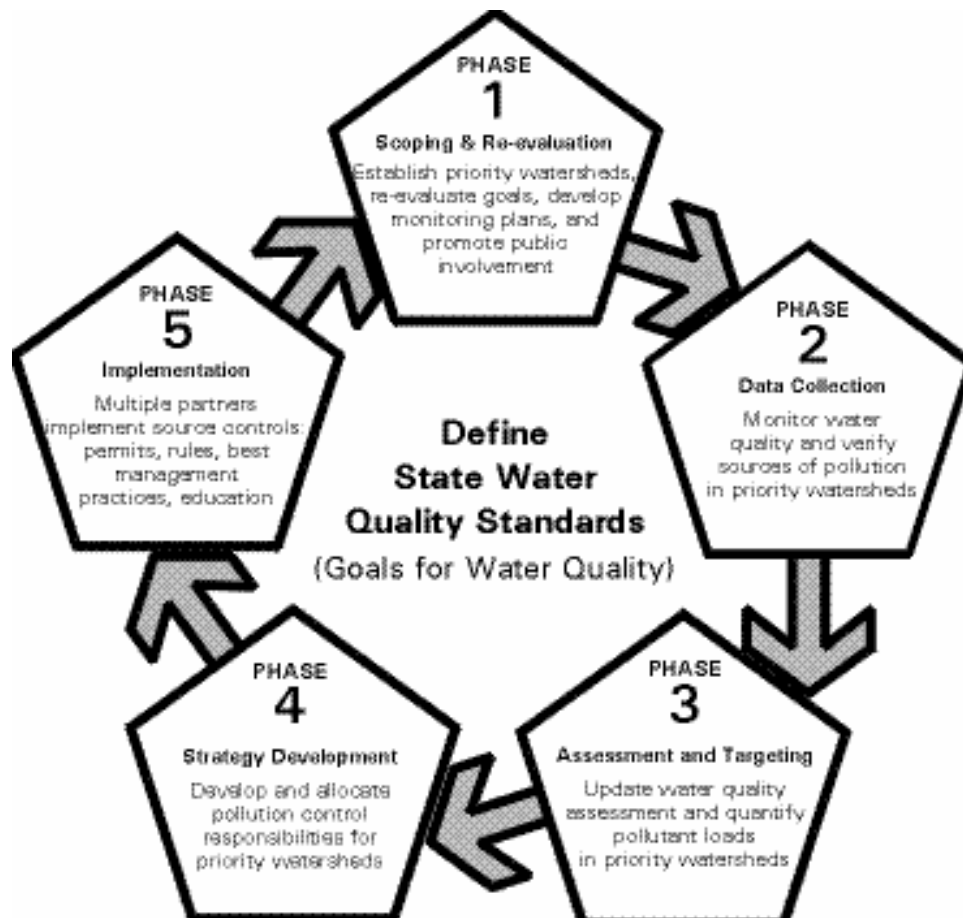 PHASE
1
Scoping & Re-evaluation
Establish priority watersheds,
re-evaluate goals, develop
monitoring plans, and
promote public
involvement
PHASE
2
Data Collection
Monitor water
quality and verify
sources of pollution
in priority watersheds
PHASE
3
Assessment and Targeting
Update water quality
assessment and quantify
pollutant loads
in priority watersheds
PHASE
4
Strategy Development
Develop and allocate
pollution control
responsibilities for
priority watersheds
PHASE
5
Implementation
Multiple partners
implement source controls:
permits, rules, best
management
practices, education
Define
State Water
Quality Standards
(Goals for Water Quality)